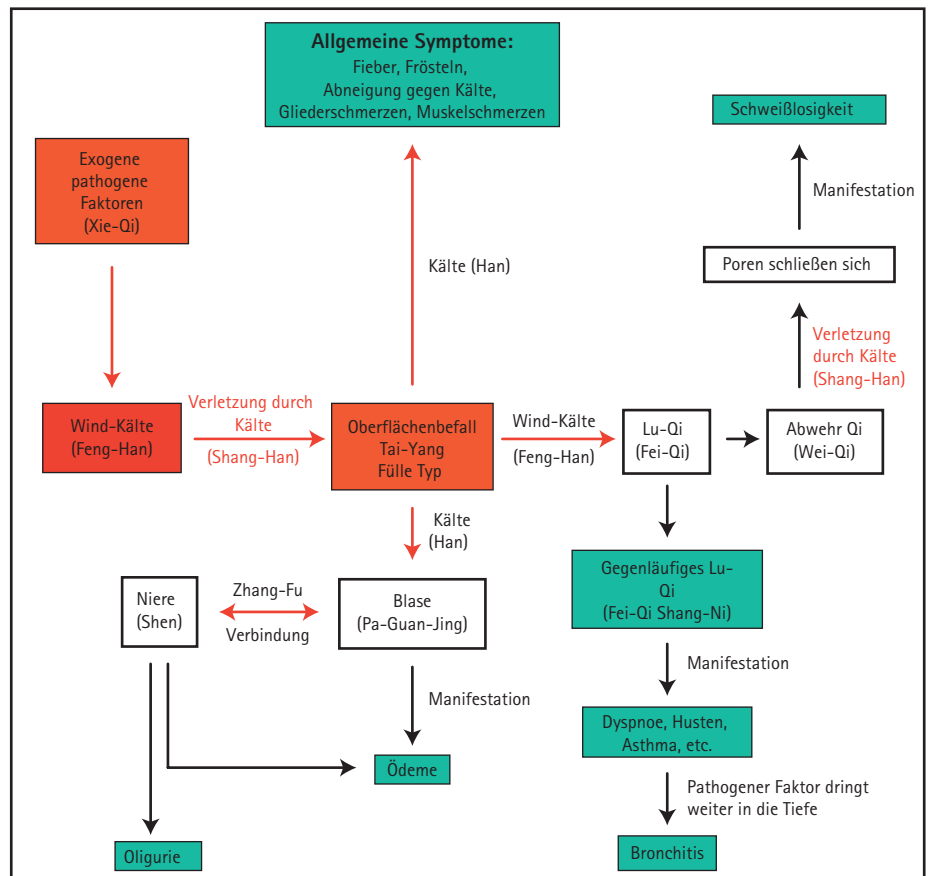 Allgemeine Symptome:
Fieber, Frösteln,
Abneigung gegen Kälte,
Gliederschmerzen, Muskelschmerzen
Schweißlosigkeit
Exogene
pathogene
Faktoren
(Xie-Qi)
Manifestation
Kälte (Han)
Poren schließen sich
Verletzung
durch Kälte
(Shang-Han)
Wind-Kälte
(Feng-Han)
Verletzung durch
Kälte
(Shang-Han)
Oberflächenbefall
Tai-Yang
Fülle Typ
Wind-Kälte
(Feng-Han)
Lu-Qi
(Fei-Qi)
Abwehr Qi
(Wei-Qi)
Kälte
(Han)
Gegenläufiges Lu-
Qi
(Fei-Qi Shang-Ni)
Niere
(Shen)
Zhang-Fu
Verbindung
Blase
(Pa-Guan-Jing)
Manifestation
Manifestation
Dyspnoe, Husten,
Asthma, etc.
Ödeme
Pathogener Faktor dringt
weiter in die Tiefe
Oligurie
Bronchitis